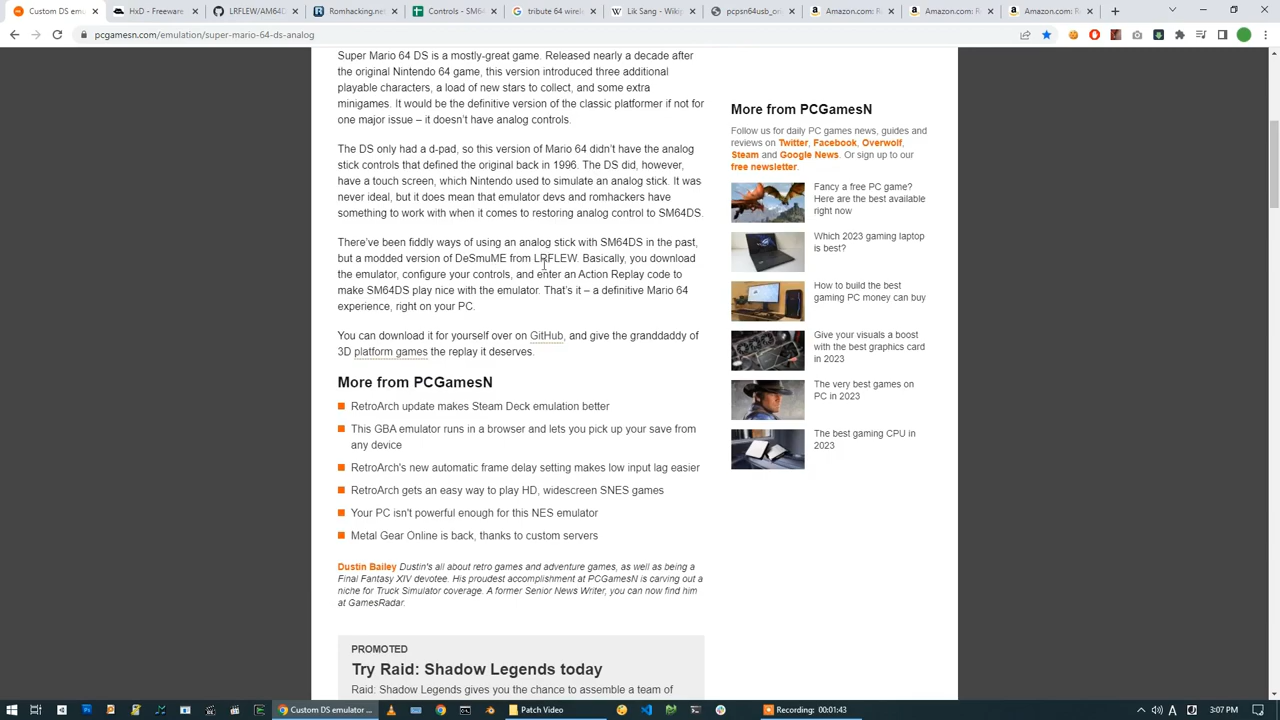 Custom DS emu
HxD - Freeware
LRFLEW/AM64D
Romhacking.net
Controls - SM64
tribute 64 wirele
Lik Sang - Wikip
pcpsn64usb_on
Amazon.com: Re
Amazon.com: Re
pcgamesn.com/emulation/super-mario-64-ds-analog
Super Mario 64 DS is a mostly-great game. Released nearly a decade after
the original Nintendo 64 game, this version introduced three additional
playable characters, a load of new stars to collect, and some extra
minigames. It would be the definitive version of the classic platformer if not for
one major issue – it doesn't have analog controls.
The DS only had a d-pad, so this version of Mario 64 didn't have the analog
stick controls that defined the original back in 1996. The DS did, however,
have a touch screen, which Nintendo used to simulate an analog stick. It was
never ideal, but it does mean that emulator devs and romhackers have
something to work with when it comes to restoring analog control to SM64DS.
There've been fiddly ways of using an analog stick with SM64DS in the past,
but a modded version of DeSmuME from LRFLEW. Basically, you download
the emulator, configure your controls, and enter an Action Replay code to
make SM64DS play nice with the emulator. That's it – a definitive Mario 64
experience, right on your PC.
You can download it for yourself over on GitHub, and give the granddaddy of
3D platform games the replay it deserves.
More from PCGamesN
RetroArch update makes Steam Deck emulation better
This GBA emulator runs in a browser and lets you pick up your save from
any device
RetroArch's new automatic frame delay setting makes low input lag easier
RetroArch gets an easy way to play HD, widescreen SNES games
Your PC isn't powerful enough for this NES emulator
Metal Gear Online is back, thanks to custom servers
Dustin Bailey Dustin's all about retro games and adventure games, as well as being a
Final Fantasy XIV devotee. His proudest accomplishment at PCGamesN is carving out a
niche for Truck Simulator coverage. A former Senior News Writer, you can now find him
at GamesRadar.
PROMOTED
Try Raid: Shadow Legends today
Raid: Shadow Legends gives you the chance to assemble a team of
More from PCGamesN
Follow us for daily PC games news, guides and
reviews on Twitter, Facebook, Overwolf,
Steam and Google News. Or sign up to our
free newsletter.
Fancy a free PC game?
Here are the best available
right now
Which 2023 gaming laptop
is best?
How to build the best
gaming PC money can buy
Give your visuals a boost
with the best graphics card
in 2023
The very best games on
PC in 2023
The best gaming CPU in
2023
Custom DS emulator ...
Patch Video
Recording: 00:01:43
3:07 PM